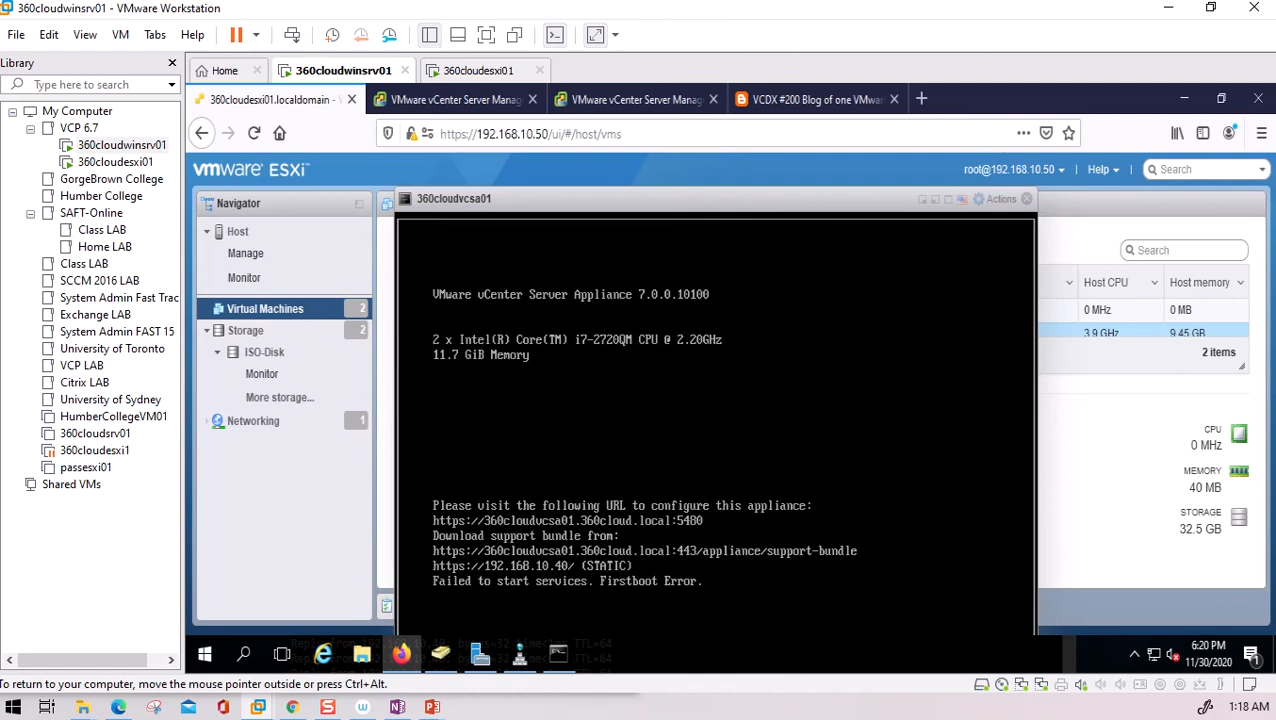 360cloudwinsrv01 - VMware Workstation
File Edit View VM Tabs Help
Library
Type here to search
My Computer
VCP 6.7
360cloudwinsrv01
360cloudesxi01
GorgeBrown College
Humber College
SAFT-Online
Class LAB
Home LAB
Class LAB
SCCM 2016 LAB
System Admin Fast Trac
Exchange LAB
System Admin FAST 15
University of Toronto
VCP LAB
Citrix LAB
University of Sydney
HumberCollegeVM01
360cloudsrv01
360cloudesxi1
passesxi01
Shared VMs
Home 360cloudwinsrv01 360cloudesxi01
360cloudesxi01.localdomain - V VMware vCenter Server Manag VMware vCenter Server Manag VCDX #200 Blog of one VMware
https://192.168.10.50/ui/#/host/vms
vmware ESXi™ root@192.168.10.50 Help Search
Navigator
Host
Manage
Monitor
Virtual Machines 2
Storage 2
ISO-Disk
Monitor
More storage...
Networking 1
360cloudvcsa01 Actions
VMware vCenter Server Appliance 7.0.0.10100
2 x Intel(R) Core(TM) i7-2720QM CPU @ 2.20GHz
11.7 GiB Memory
Please visit the following URL to configure this appliance:
https://360cloudvcsa01.360cloud.local:5480
Download support bundle from:
https://360cloudvcsa01.360cloud.local:443/appliance/support-bundle
https://192.168.10.40/ (STATIC)
Failed to start services. Firstboot Error.
Search
Host CPU Host memory
0 MHz 0 MB
3.9 GHz 9.45 GB
2 items
CPU
0 MHz
MEMORY
40 MB
STORAGE
32.5 GB
6:20 PM
11/30/2020
To return to your computer, move the mouse pointer outside or press Ctrl+Alt.
1:18 AM